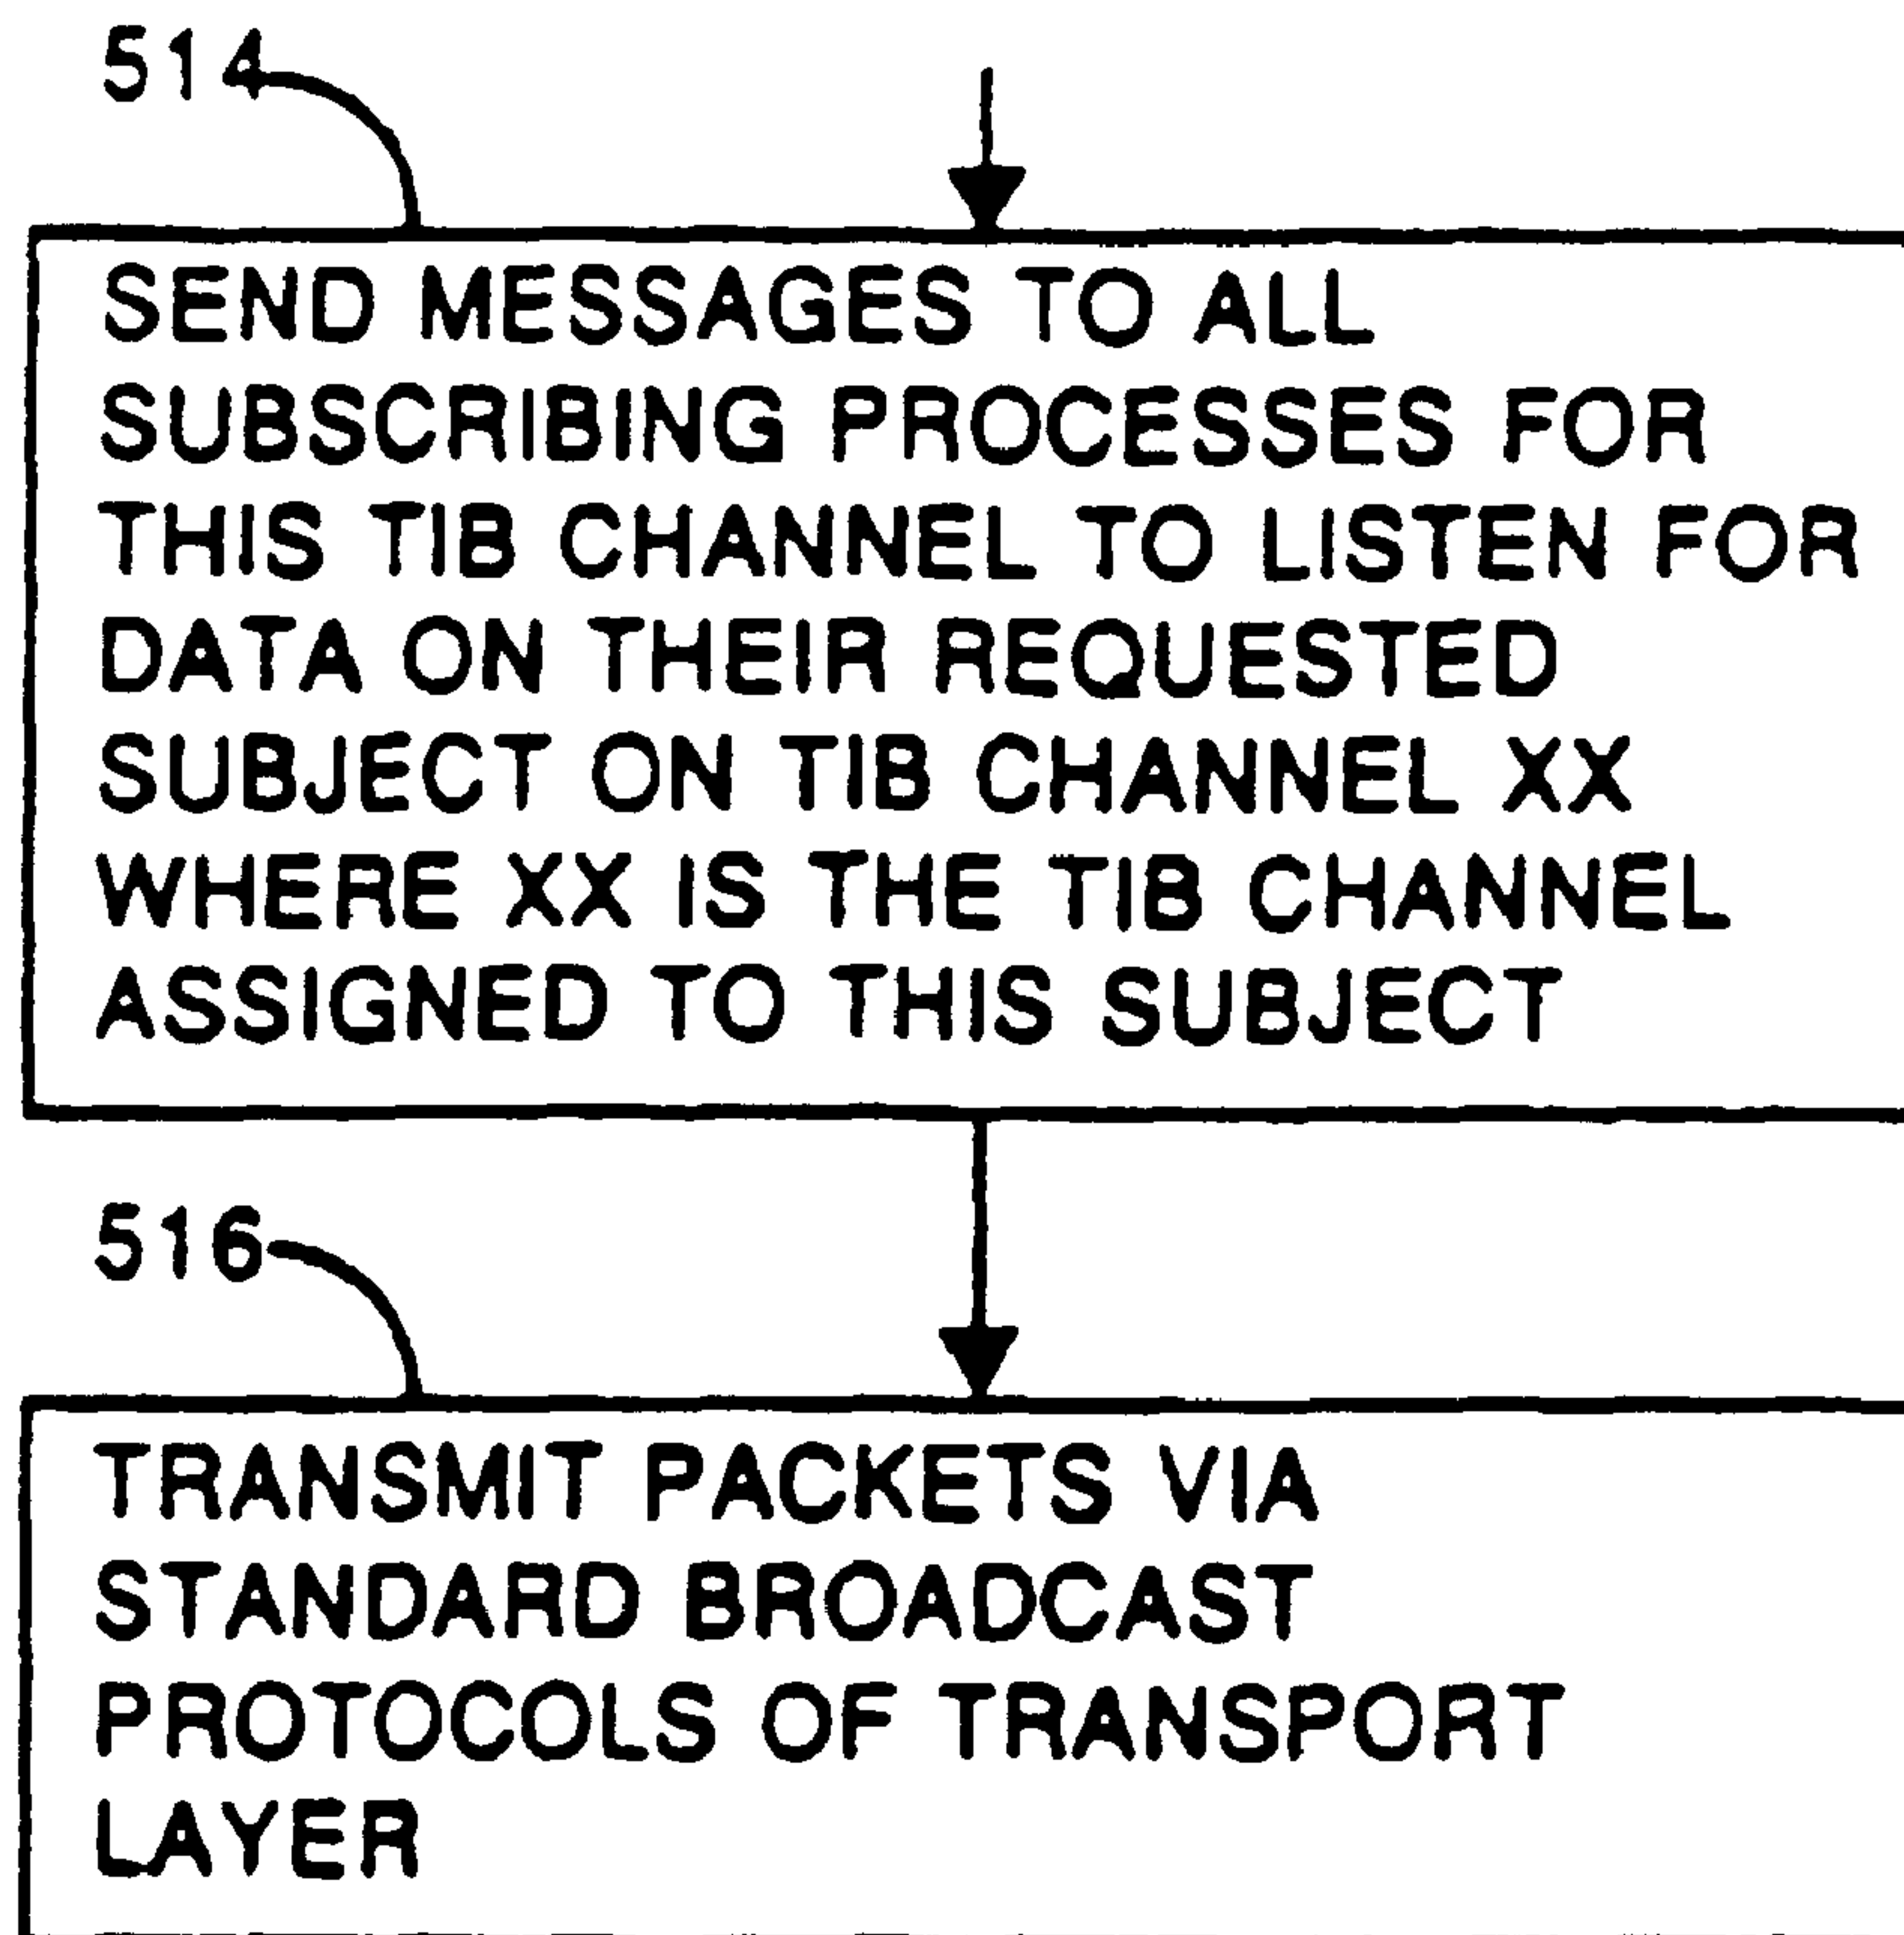 514
SEND MESSAGES TO ALL
SUBSCRIBING PROCESSES FOR
THIS TIB CHANNEL TO LISTEN FOR
DATA ON THEIR REQUESTED
SUBJECT ON TIB CHANNEL XX
WHERE XX IS THE TIB CHANNEL
ASSIGNED TO THIS SUBJECT
516
TRANSMIT PACKETS VIA
STANDARD BROADCAST
PROTOCOLS OF TRANSPORT
LAYER